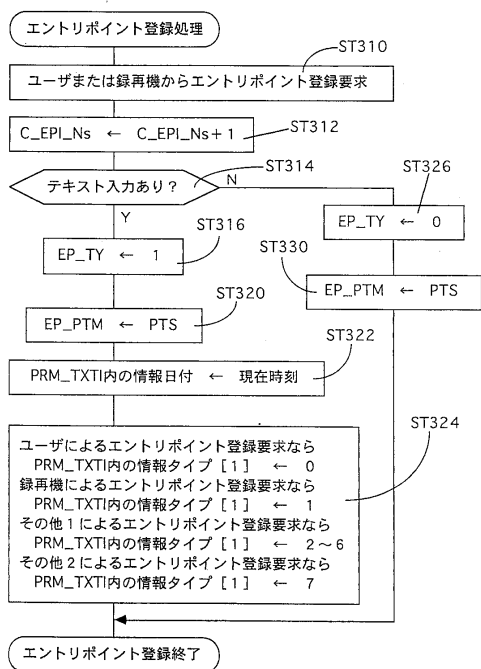 エントリポイント登録処理
ST310
ユーザまたは録再機からエントリポイント登録要求
C_EPI_Ns ← C_EPI_Ns+1
ST312
テキスト入力あり？
N
ST314
Y
ST326
EP_TY ← 0
ST316
EP_TY ← 1
ST330
EP_PTM ← PTS
ST320
EP_PTM ← PTS
ST322
PRM_TXTI内の情報日付 ← 現在時刻
ST324
ユーザによるエントリポイント登録要求なら
PRM_TXTI内の情報タイプ［1］ ← 0
録再機によるエントリポイント登録要求なら
PRM_TXTI内の情報タイプ［1］ ← 1
その他1によるエントリポイント登録要求なら
PRM_TXTI内の情報タイプ［1］ ← 2～6
その他2によるエントリポイント登録要求なら
PRM_TXTI内の情報タイプ［1］ ← 7
エントリポイント登録終了